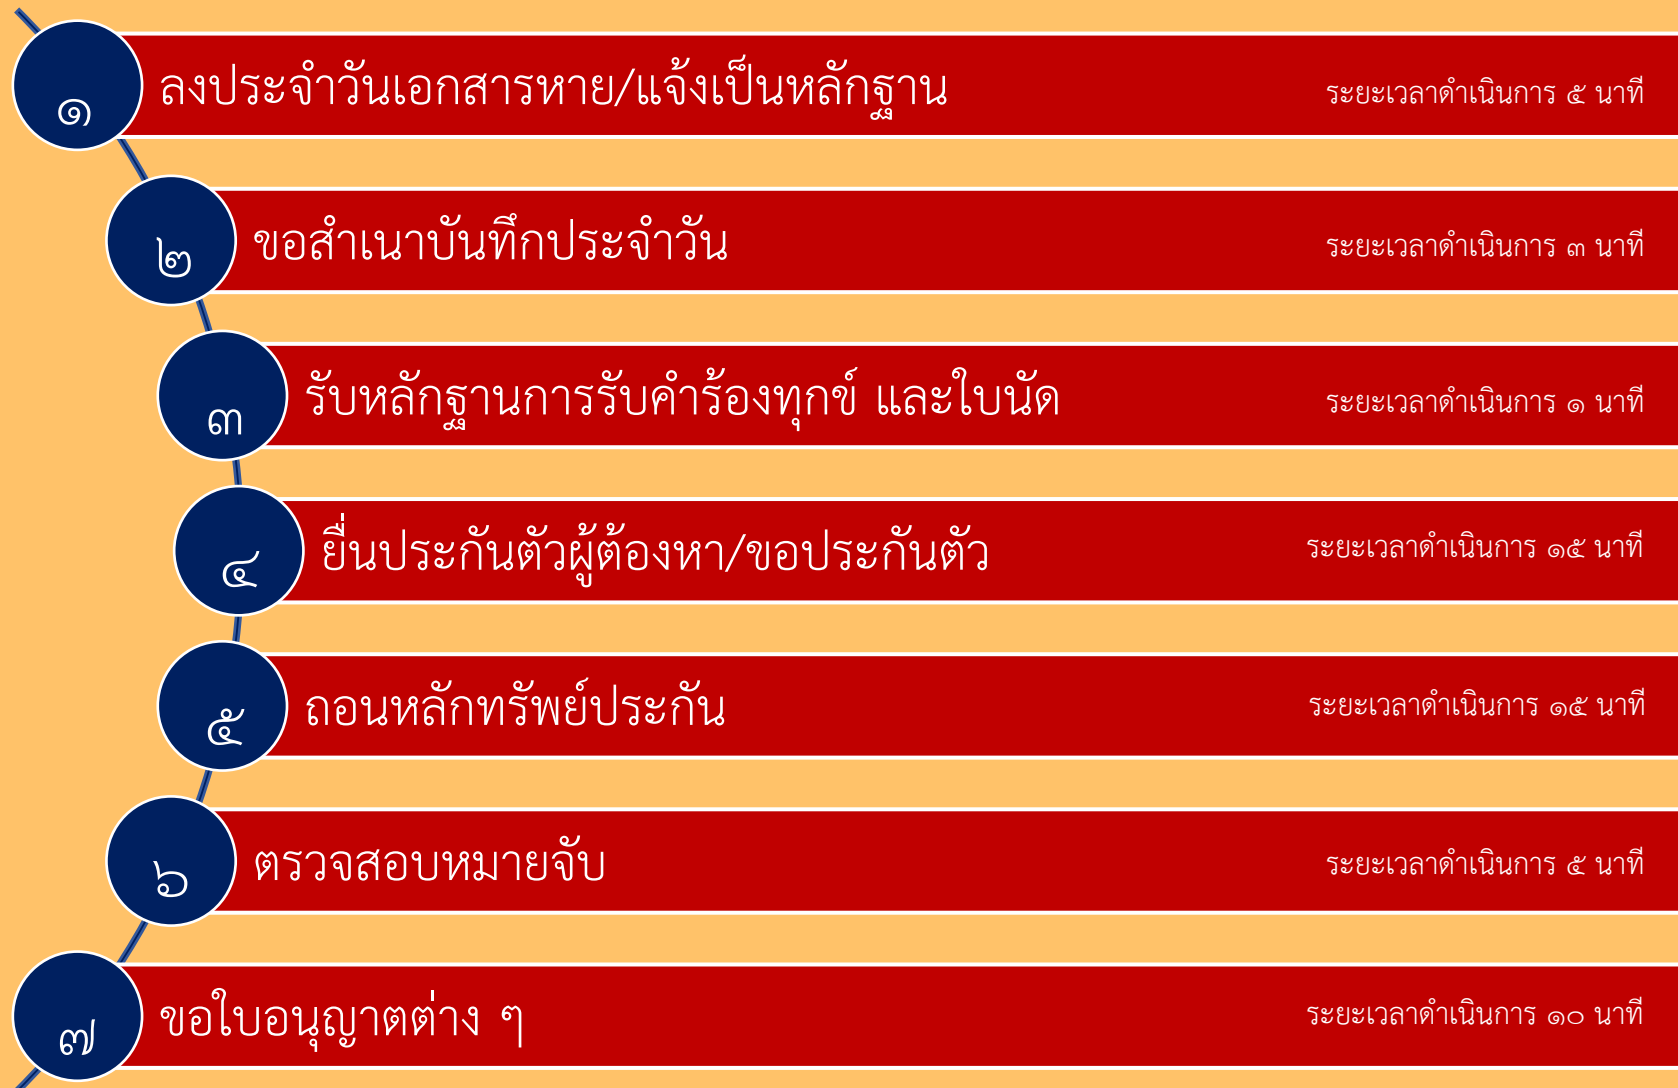 ๑ ลงประจำวันเอกสารหาย/แจ้งเป็นหลักฐาน ระยะเวลาดำเนินการ ๕ นาที
๒ ขอสำเนาบันทึกประจำวัน ระยะเวลาดำเนินการ ๓ นาที
๓ รับหลักฐานการรับคำร้องทุกข์ และใบนัด ระยะเวลาดำเนินการ ๑ นาที
๔ ยื่นประกันตัวผู้ต้องหา/ขอประกันตัว ระยะเวลาดำเนินการ ๑๕ นาที
๕ ถอนหลักทรัพย์ประกัน ระยะเวลาดำเนินการ ๑๕ นาที
๖ ตรวจสอบหมายจับ ระยะเวลาดำเนินการ ๕ นาที
๗ ขอใบอนุญาตต่าง ๆ ระยะเวลาดำเนินการ ๑๐ นาที